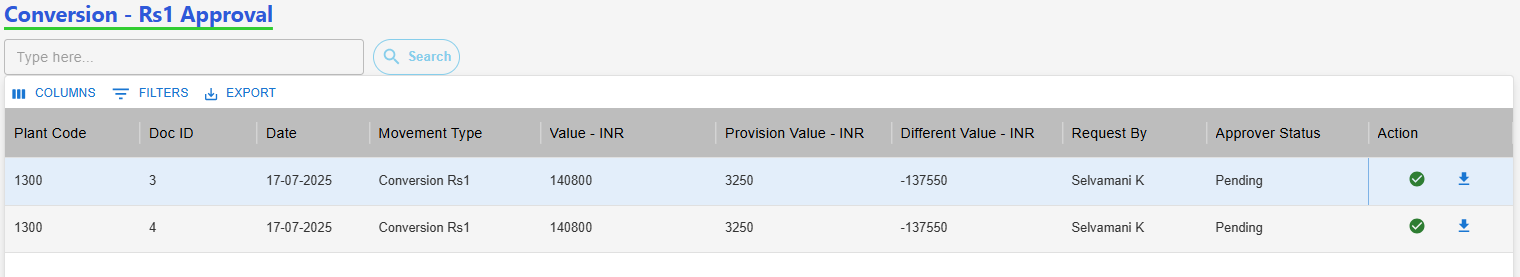 Conversion - Rs1 Approval
Type here...
Search
COLUMNS FILTERS EXPORT
Plant Code Doc ID Date Movement Type Value - INR Provision Value - INR Different Value - INR Request By Approver Status Action
1300 3 17-07-2025 Conversion Rs1 140800 3250 -137550 Selvamani K Pending
1300 4 17-07-2025 Conversion Rs1 140800 3250 -137550 Selvamani K Pending